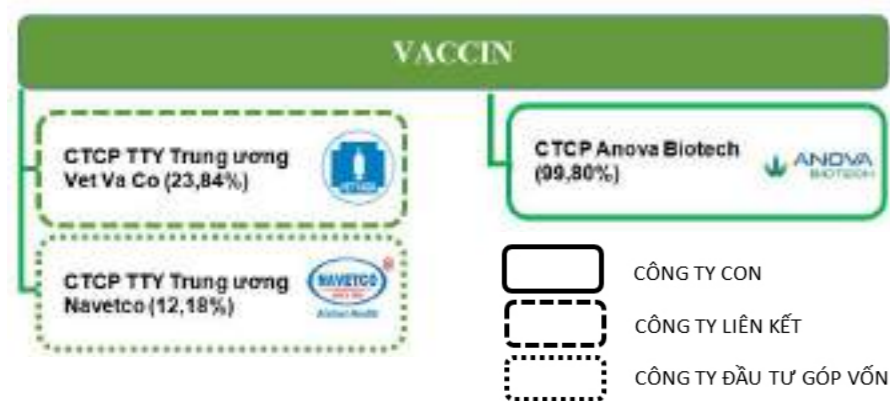 VACCIN
CTCP TTY Trung ương
Vet Va Co (23,84%)
CTCP TTY Trung ương
Navetco (12,18%)
NAVETCO
®
CTCP Anova Biotech
(99,80%)
ANOVA
BIOTECH
CÔNG TY CON
CÔNG TY LIÊN KẾT
CÔNG TY ĐẦU TƯ GÓP VỐN